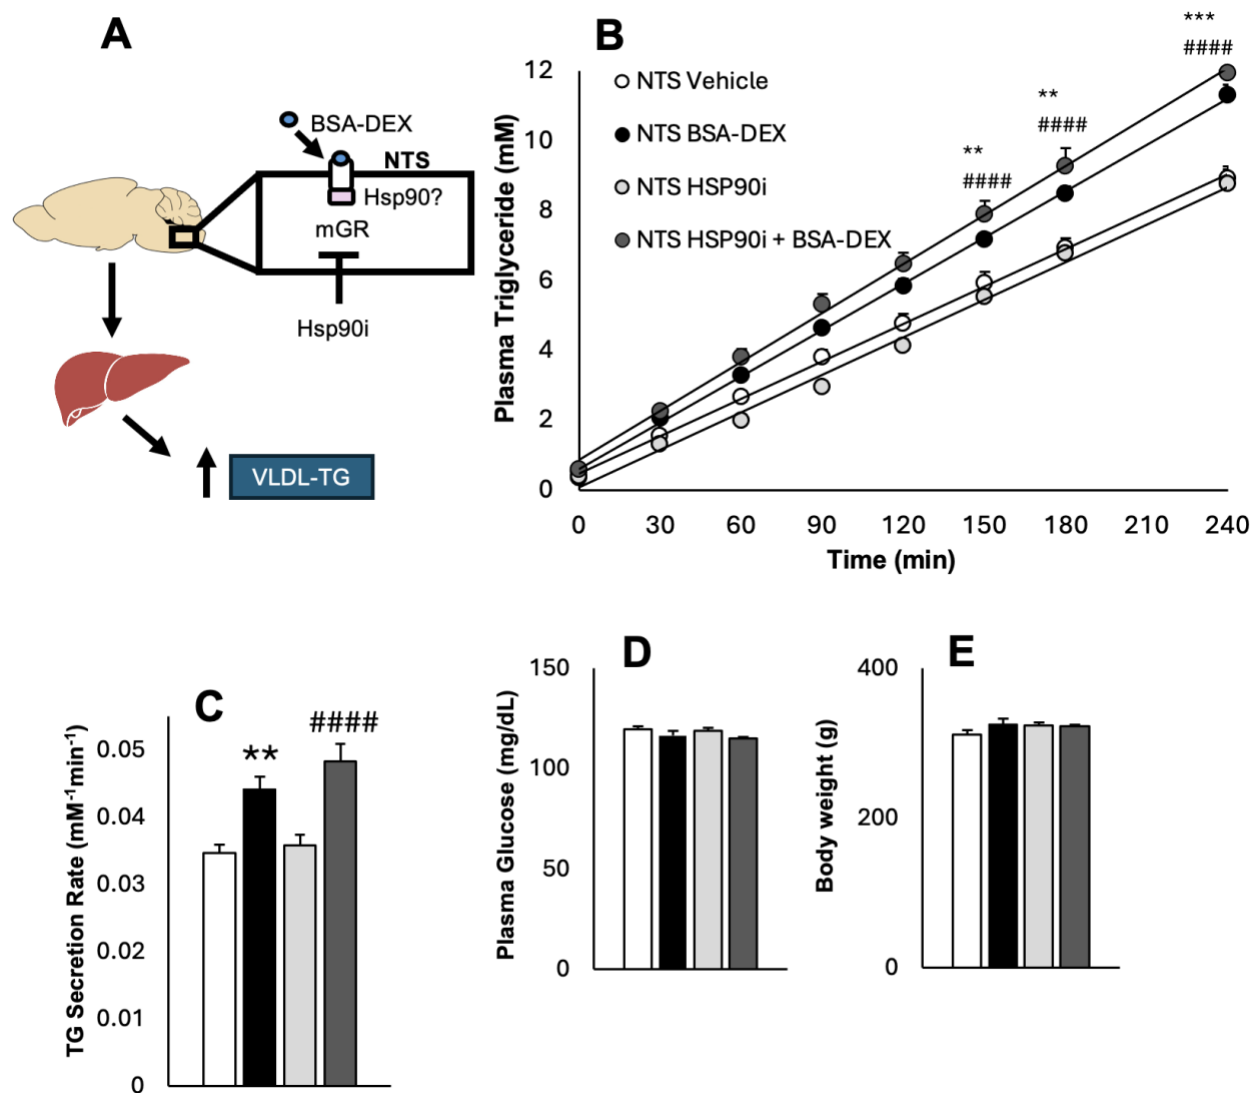 A
BSA-DEX
NTS
Hsp90?
mGR
Hsp90i
VLDL-TG
B
***
####
**
####
**
####
NTS Vehicle
NTS BSA-DEX
NTS HSP90i
NTS HSP90i + BSA-DEX
Plasma Triglyceride (mM)
12
10
8
6
4
2
0
0 30 60 90 120 150 180 210 240
Time (min)
C
**
####
TG Secretion Rate (mM⁻¹min⁻¹)
0.05
0.04
0.03
0.02
0.01
0
D
Plasma Glucose (mg/dL)
150
100
50
0
E
Body weight (g)
400
200
0